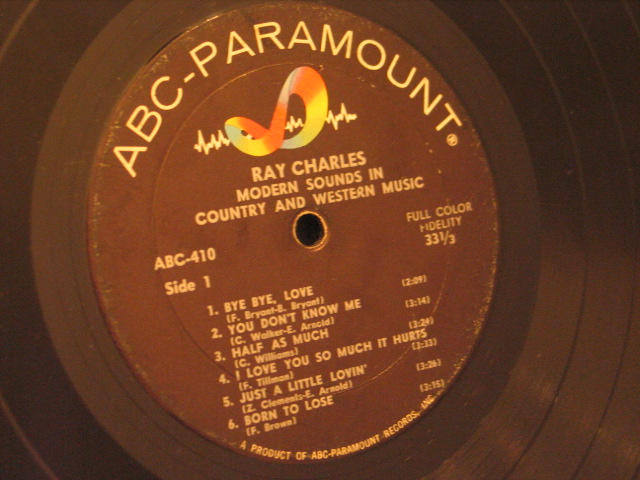 ABC-PARAMOUNT®
RAY CHARLES
MODERN SOUNDS IN
COUNTRY AND WESTERN MUSIC
FULL COLOR
FIDELITY
33 1/3
ABC-410
Side 1
1. BYE BYE, LOVE (2:09)
(F. Bryant-B. Bryant)
2. YOU DON'T KNOW ME (3:14)
(C. Walker-E. Arnold)
3. HALF AS MUCH (3:24)
(C. Williams)
4. I LOVE YOU SO MUCH IT HURTS (3:33)
(F. Tillman)
5. JUST A LITTLE LOVIN' (3:26)
(Z. Clements-E. Arnold)
6. BORN TO LOSE (3:15)
(F. Brown)
A PRODUCT OF ABC-PARAMOUNT RECORDS, INC.